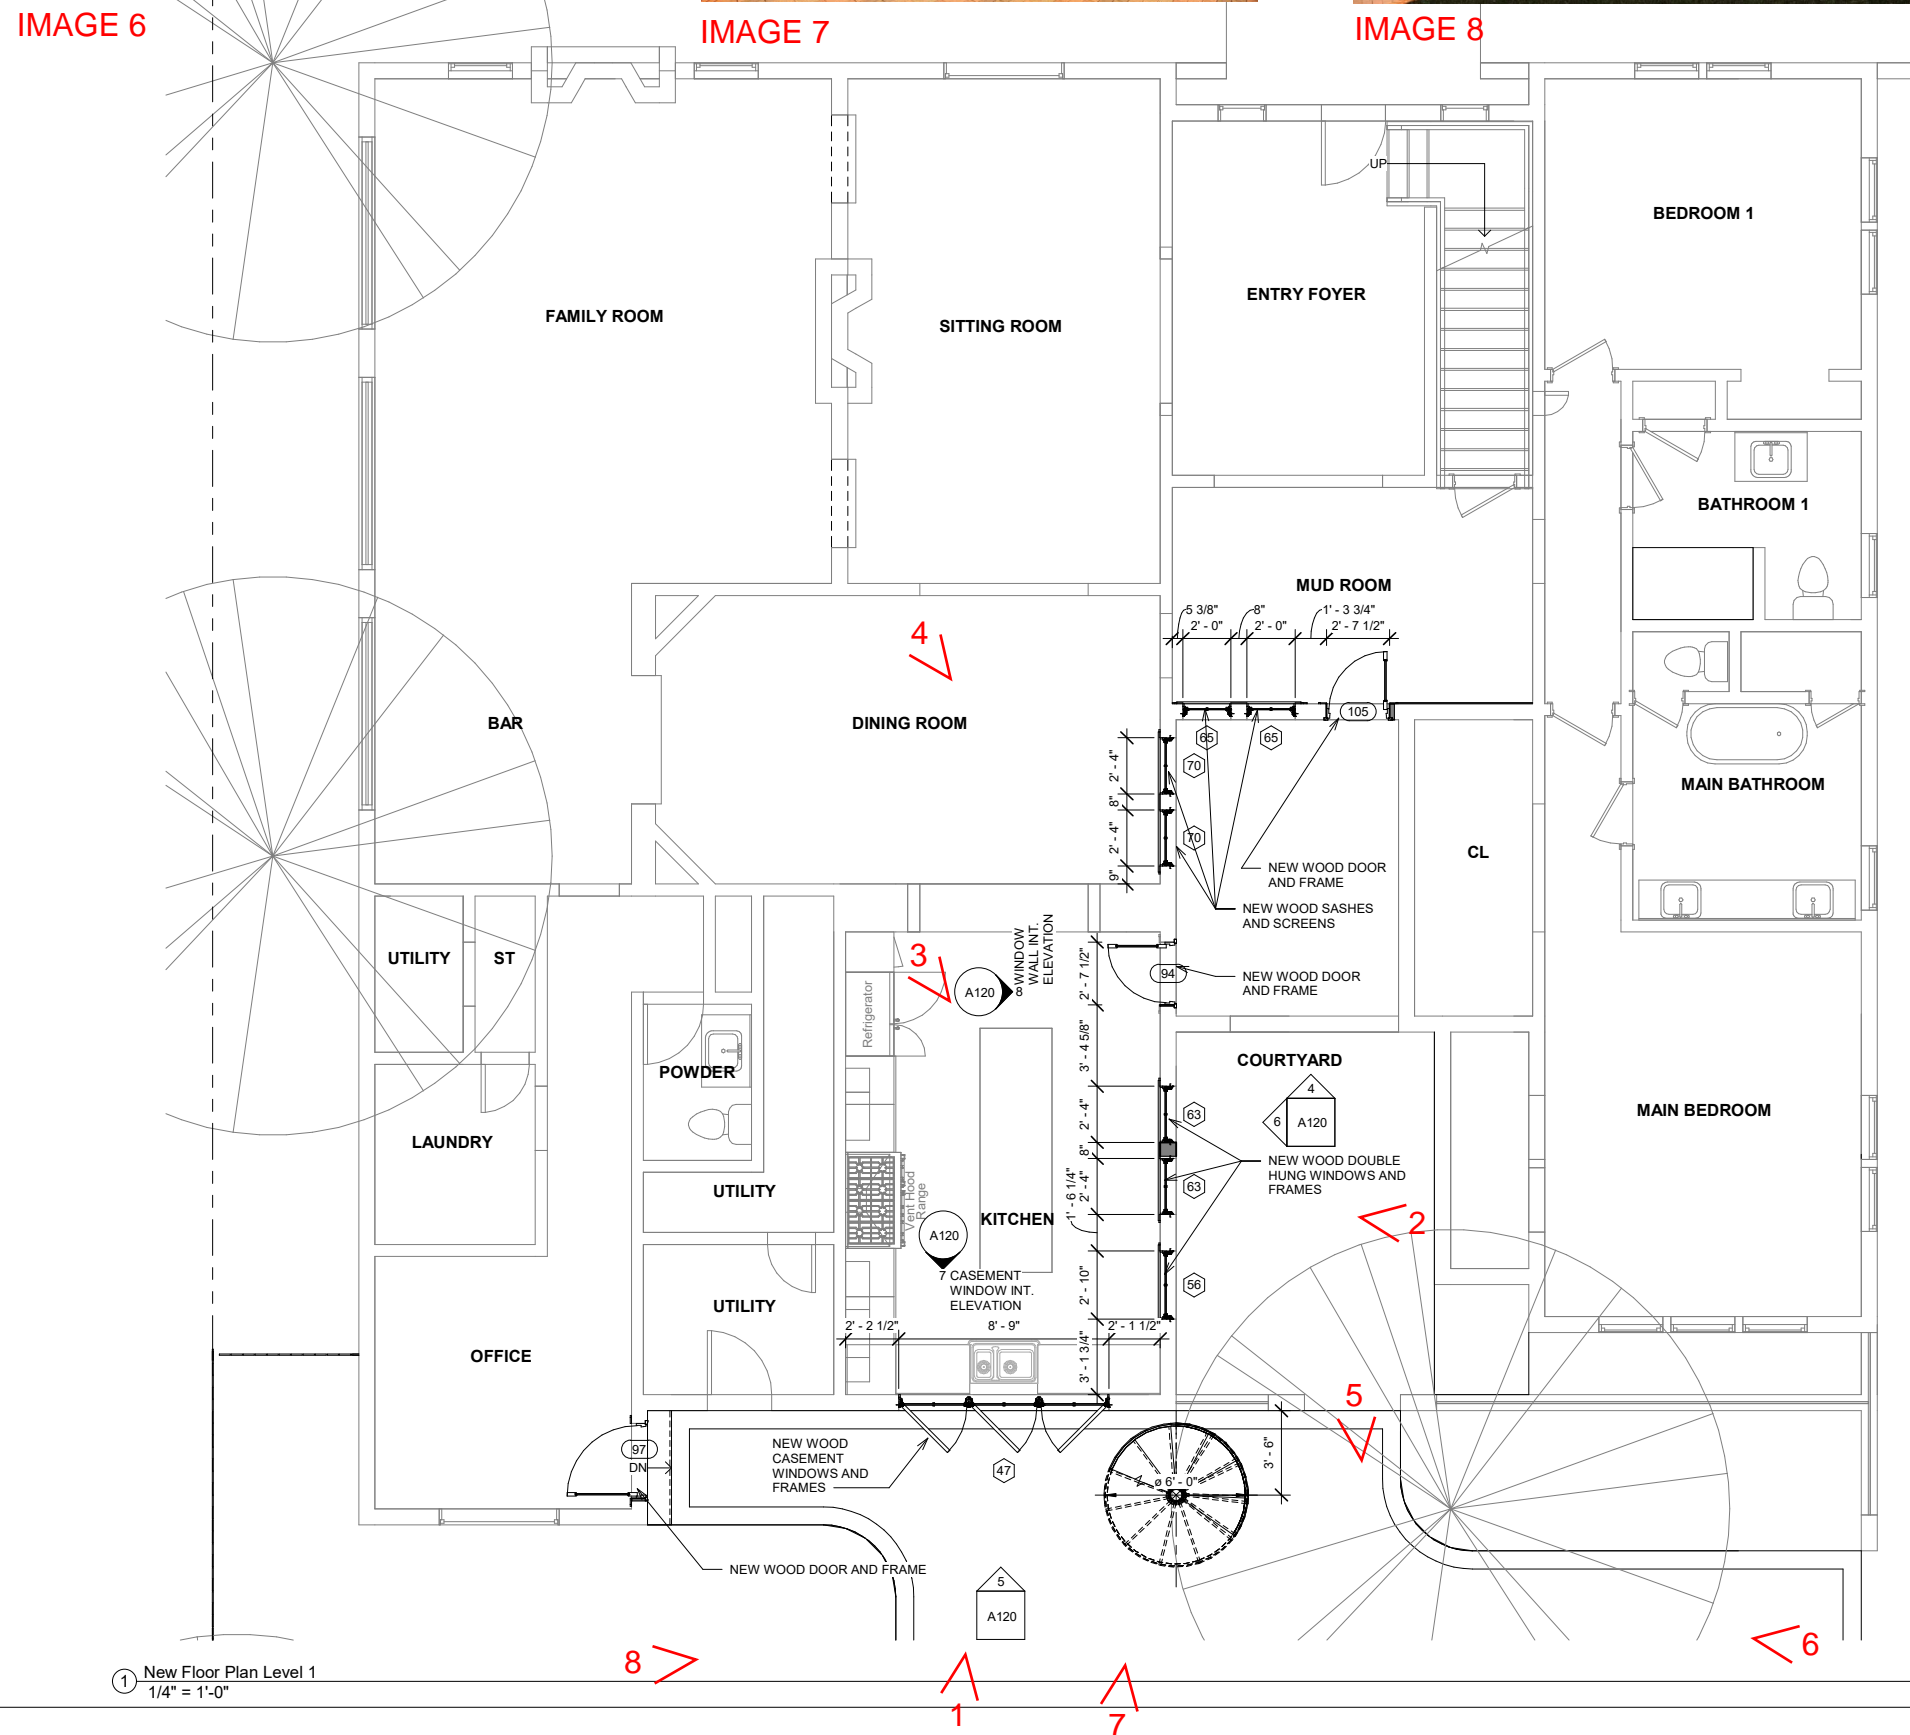 IMAGE 6
IMAGE 7
IMAGE 8
UP
BEDROOM 1
FAMILY ROOM
SITTING ROOM
ENTRY FOYER
BATHROOM 1
MUD ROOM
5 3/8"
8"
1' - 3 3/4"
2' - 0"
2' - 0"
2' - 7 1/2"
4
BAR
DINING ROOM
105
65
65
70
2' - 4"
8"
70
2' - 4"
9"
MAIN BATHROOM
CL
NEW WOOD DOOR
AND FRAME
NEW WOOD SASHES
AND SCREENS
UTILITY
ST
3
A120
8
WINDOW
WALL INT.
ELEVATION
2' - 7 1/2"
94
NEW WOOD DOOR
AND FRAME
Refrigerator
3' - 4 5/8"
POWDER
COURTYARD
4
6
A120
MAIN BEDROOM
LAUNDRY
2' - 4"
63
8"
NEW WOOD DOUBLE
HUNG WINDOWS AND
FRAMES
2' - 4"
63
1' - 6 1/4"
UTILITY
Vent Hood
Range
KITCHEN
2
A120
7
CASEMENT
WINDOW INT.
ELEVATION
2' - 10"
56
UTILITY
2' - 2 1/2"
8' - 9"
2' - 1 1/2"
3' - 1 3/4"
OFFICE
5
97
DN
NEW WOOD
CASEMENT
WINDOWS AND
FRAMES
47
ø 6' - 0"
3' - 6"
NEW WOOD DOOR AND FRAME
5
A120
8
6
1
New Floor Plan Level 1
1/4" = 1'-0"
1
7